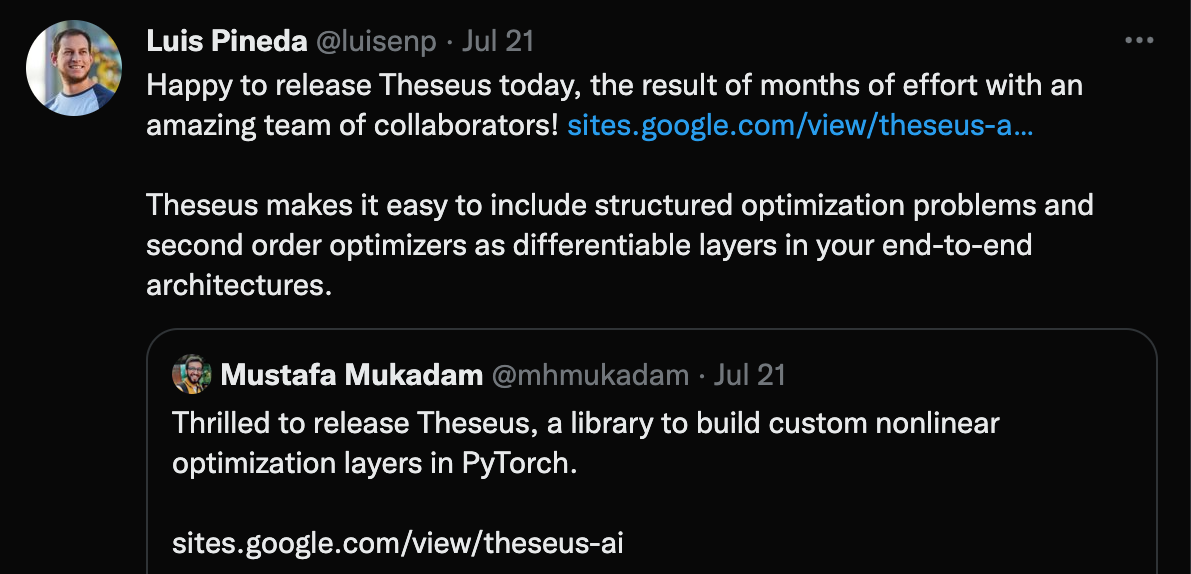 Luis Pineda @luisenp · Jul 21
Happy to release Theseus today, the result of months of effort with an
amazing team of collaborators! sites.google.com/view/theseus-a...
Theseus makes it easy to include structured optimization problems and
second order optimizers as differentiable layers in your end-to-end
architectures.
Mustafa Mukadam @mhmukadam · Jul 21
Thrilled to release Theseus, a library to build custom nonlinear
optimization layers in PyTorch.
sites.google.com/view/theseus-ai